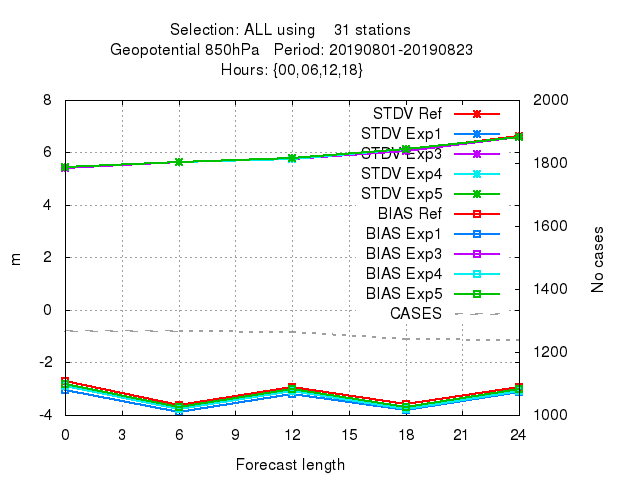 Selection: ALL using 31 stations
Geopotential 850hPa Period: 20190801-20190823
Hours: {00,06,12,18}
8
6
4
2
0
-2
-4
m
2000
1800
1600
1400
1200
1000
No cases
STDV Ref
STDV Exp1
STDV Exp3
STDV Exp4
STDV Exp5
BIAS Ref
BIAS Exp1
BIAS Exp3
BIAS Exp4
BIAS Exp5
CASES
0 3 6 9 12 15 18 21 24
Forecast length